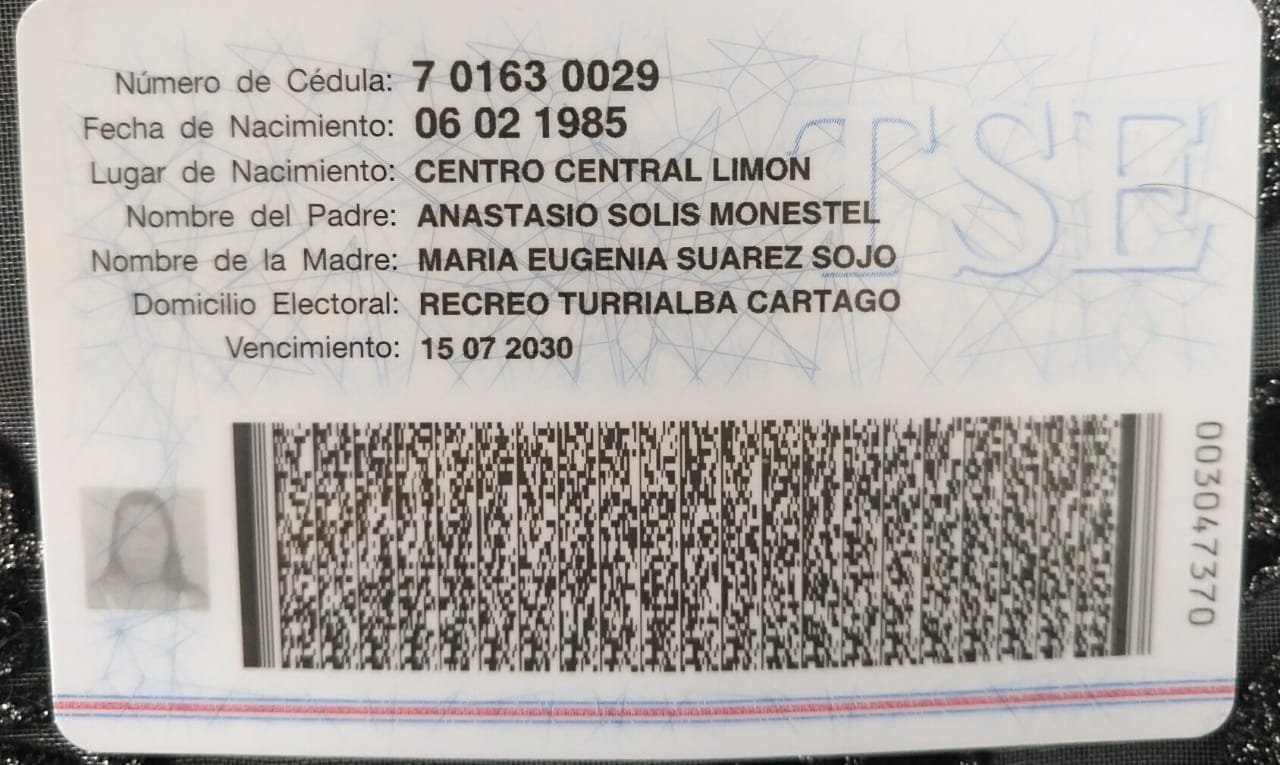 Número de Cédula: 7 0163 0029
Fecha de Nacimiento: 06 02 1985
Lugar de Nacimiento: CENTRO CENTRAL LIMON
Nombre del Padre: ANASTASIO SOLIS MONESTEL
Nombre de la Madre: MARIA EUGENIA SUAREZ SOJO
Domicilio Electoral: RECREO TURRIALBA CARTAGO
Vencimiento: 15 07 2030
TSE
003047370